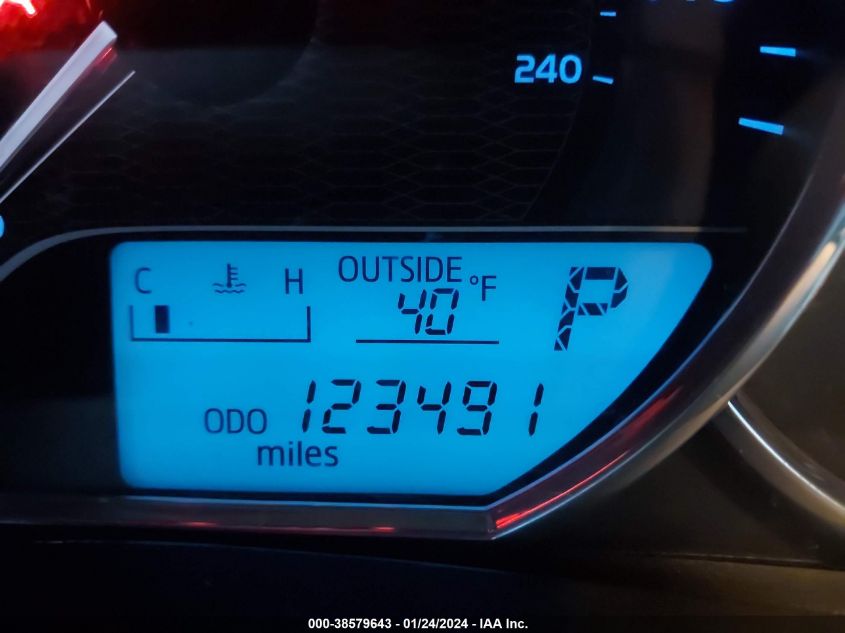 240
C H OUTSIDE
40 °F P
ODO 123491
miles
000-38579643 - 01/24/2024 - IAA Inc.